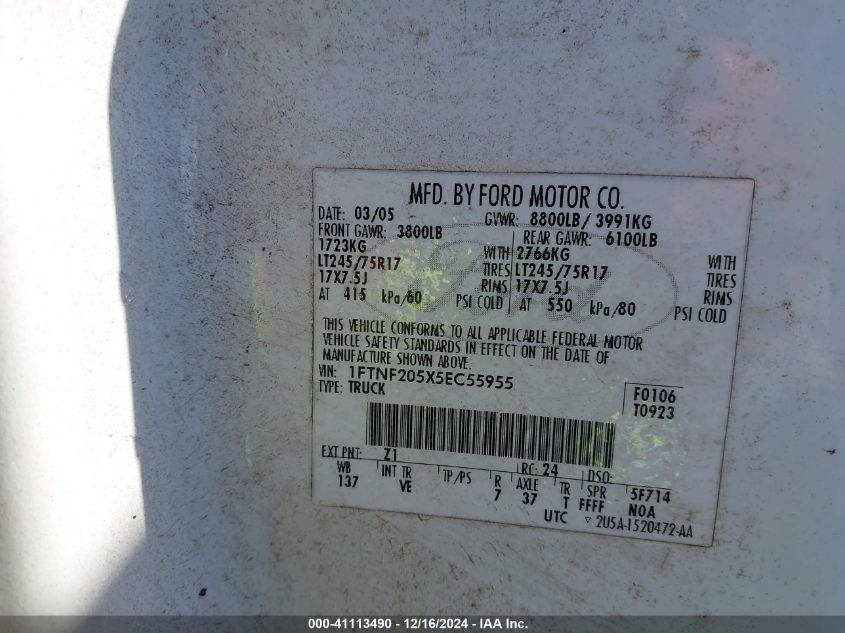 MFD. BY FORD MOTOR CO.
DATE: 03/05 GVWR: 8800LB/ 3991KG
FRONT GAWR: 3800LB REAR GAWR: 6100LB
1723KG WITH 2766KG WITH
LT245/75R17 TIRES LT245/75R17 TIRES
17X7.5J RIMS 17X7.5J RIMS
AT 415 kPa/60 PSI COLD AT 550 kPa/80 PSI COLD
THIS VEHICLE CONFORMS TO ALL APPLICABLE FEDERAL MOTOR
VEHICLE SAFETY STANDARDS IN EFFECT ON THE DATE OF
MANUFACTURE SHOWN ABOVE.
VIN: 1FTNF205X5EC55955
TYPE: TRUCK
F0106
T0923
EXT PNT: Z1 RC: 24 DSO:
WB INT TR TP/PS R AXLE TR SPR 5F714
137 VE 7 37 T FFFF NOA
UTC ▽ 2U5A-1520472-AA
Ford
000-41113490 - 12/16/2024 - IAA Inc.